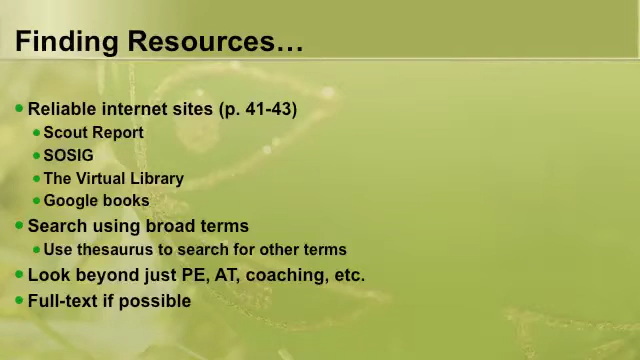 Finding Resources…
Reliable internet sites (p. 41-43)
Scout Report
SOSIG
The Virtual Library
Google books
Search using broad terms
Use thesaurus to search for other terms
Look beyond just PE, AT, coaching, etc.
Full-text if possible